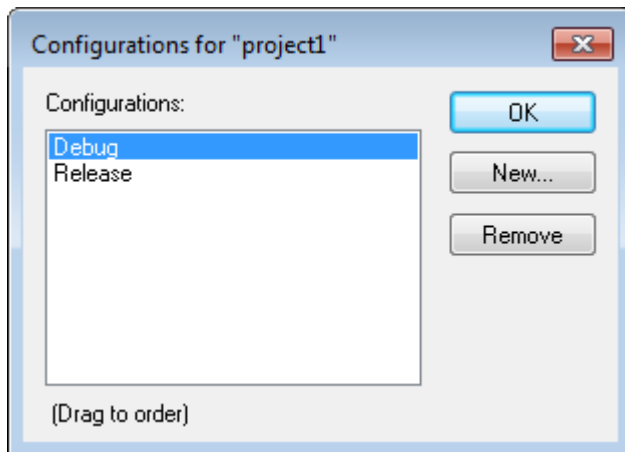 Configurations for "project1"
Configurations:
Debug
Release
OK
New...
Remove
(Drag to order)